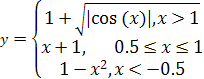 y = { 1 + √|cos (x)|, x > 1
x + 1, 0.5 ≤ x ≤ 1
1 − x², x < −0.5